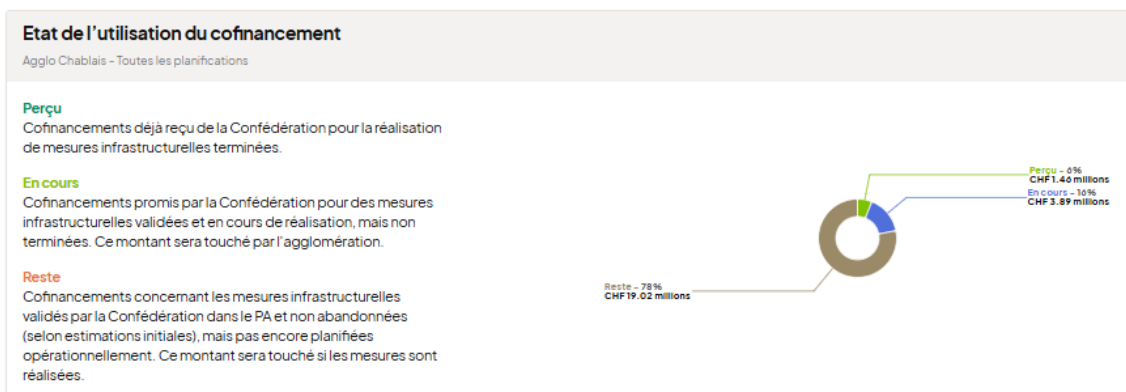 Etat de l’utilisation du cofinancement
Agglo Chablais - Toutes les planifications
Perçu
Cofinancements déjà reçu de la Confédération pour la réalisation
de mesures infrastructurelles terminées.
En cours
Cofinancements promis par la Confédération pour des mesures
infrastructurelles validées et en cours de réalisation, mais non
terminées. Ce montant sera touché par l'agglomération.
Reste
Cofinancements concernant les mesures infrastructurelles
validés par la Confédération dans le PA et non abandonnées
(selon estimations initiales), mais pas encore planifiées
opérationnellement. Ce montant sera touché si les mesures sont
réalisées.
Perçu - 6%
CHF 1.46 millions
En cours - 16%
CHF 3.89 millions
Reste - 78%
CHF 19.02 millions